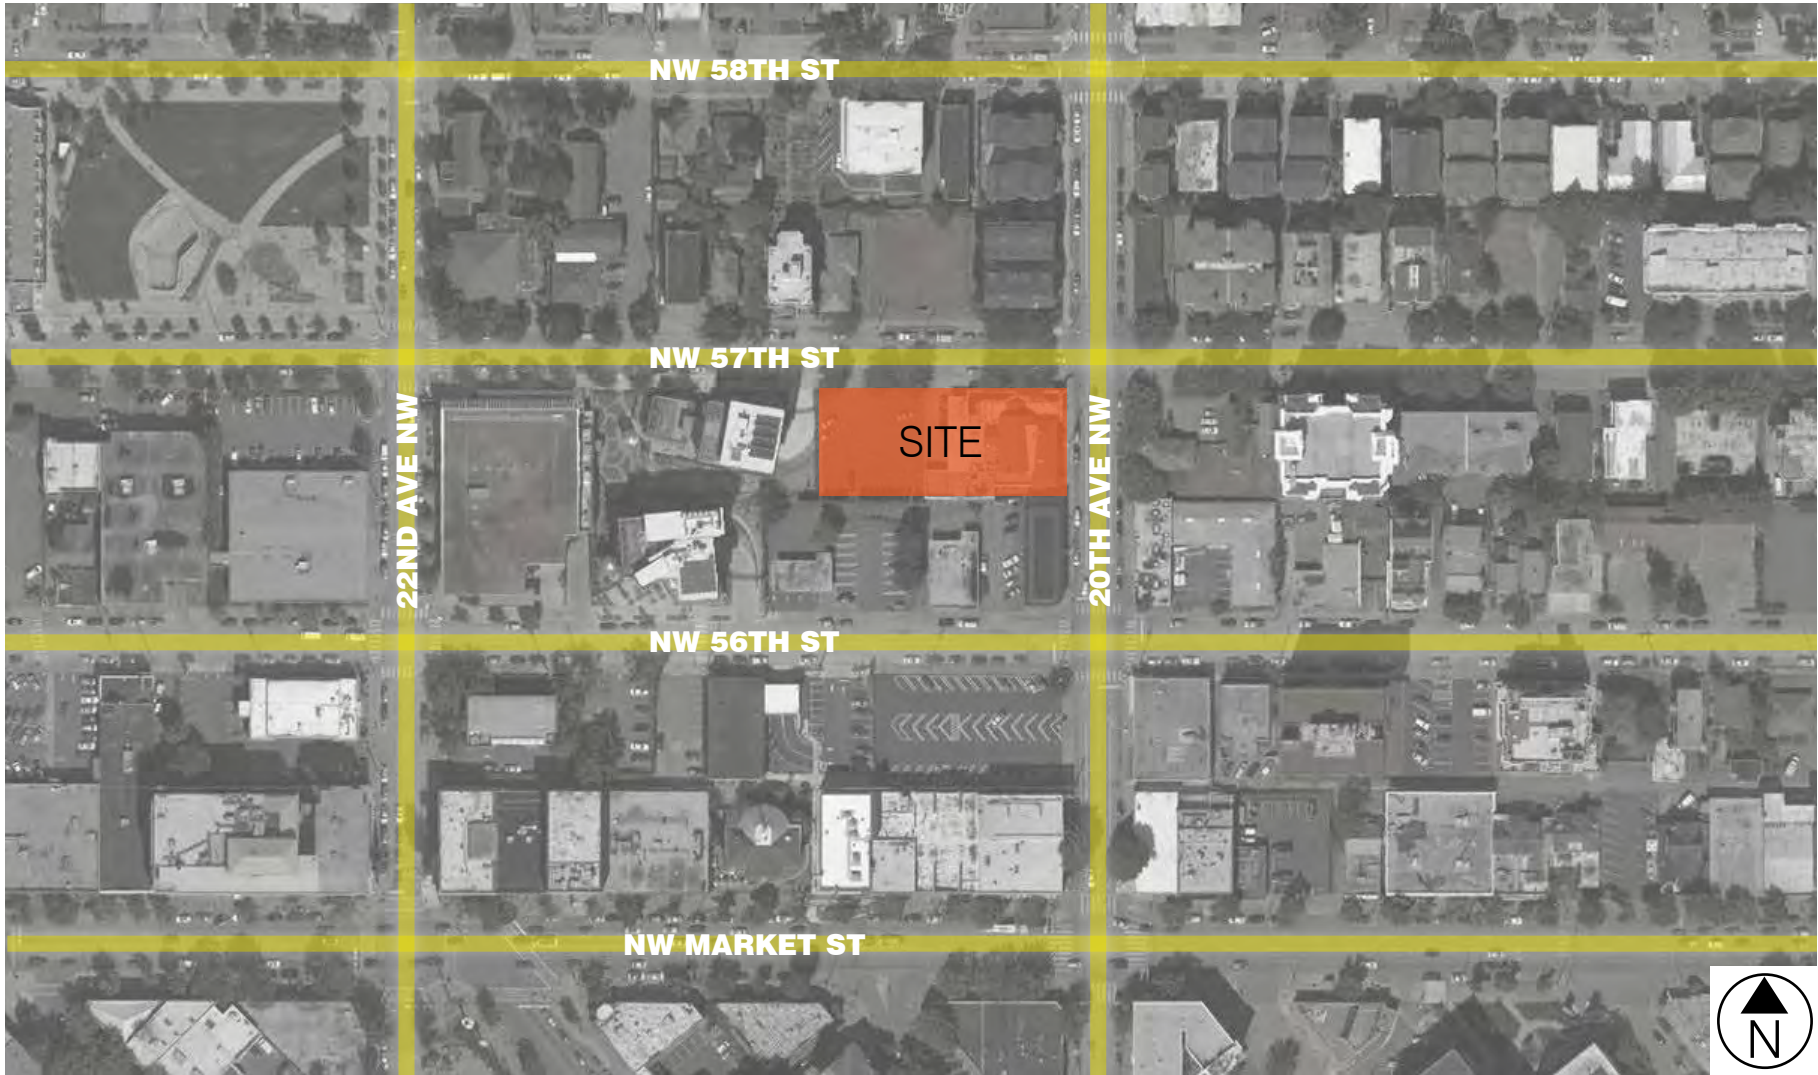 NW 58TH ST
NW 57TH ST
22ND AVE NW
SITE
20TH AVE NW
NW 56TH ST
NW MARKET ST
N